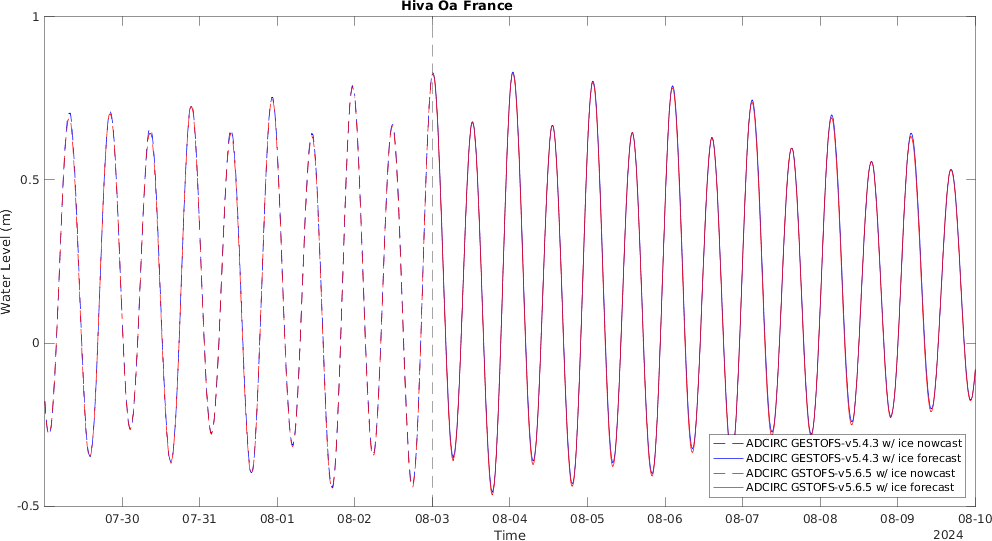 Hiva Oa France
1
0.5
0
-0.5
Water Level (m)
ADCIRC GESTOFS-v5.4.3 w/ ice nowcast
ADCIRC GESTOFS-v5.4.3 w/ ice forecast
ADCIRC GSTOFS-v5.6.5 w/ ice nowcast
ADCIRC GSTOFS-v5.6.5 w/ ice forecast
07-30 07-31 08-01 08-02 08-03 08-04 08-05 08-06 08-07 08-08 08-09 08-10
Time
2024